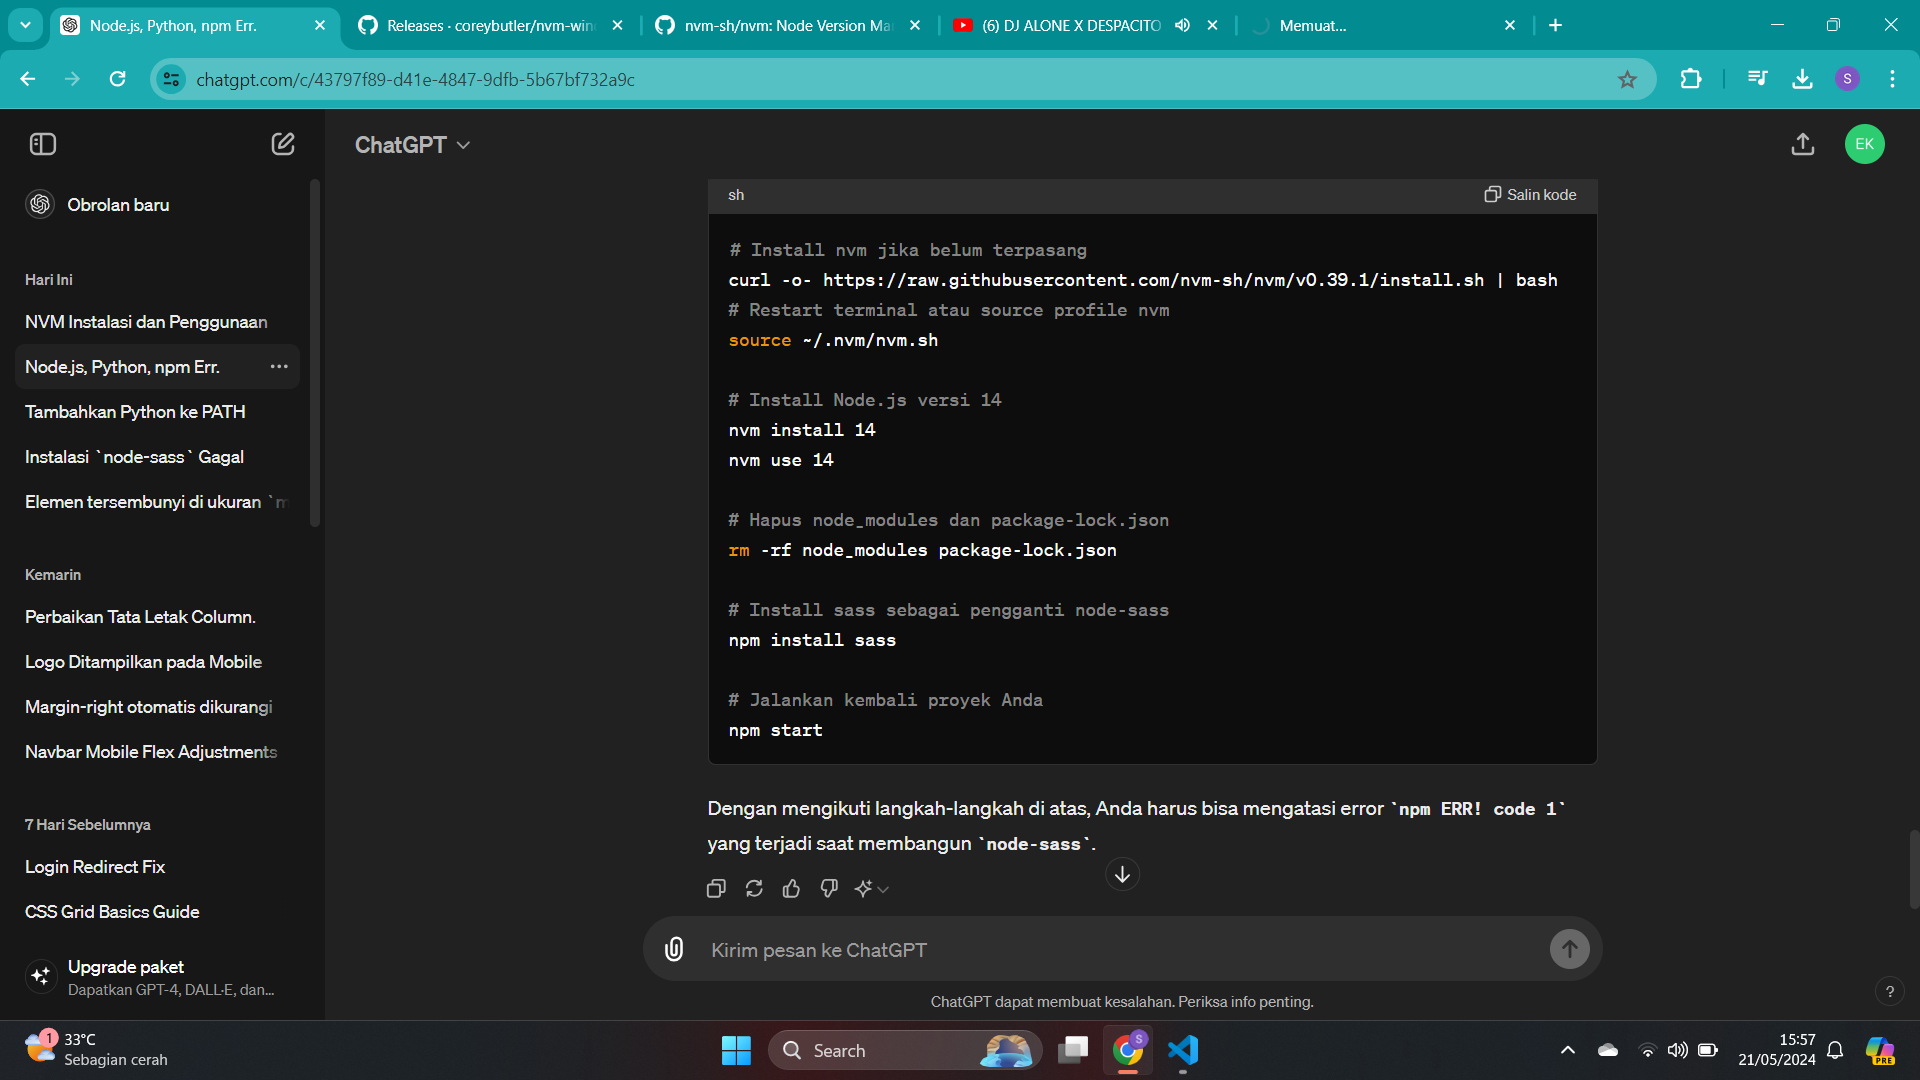 Node.js, Python, npm Err.
Releases · coreybutler/nvm-win
nvm-sh/nvm: Node Version Ma
(6) DJ ALONE X DESPACITO
Memuat...
chatgpt.com/c/43797f89-d41e-4847-9dfb-5b67bf732a9c
S
ChatGPT
EK
Obrolan baru
Hari Ini
NVM Instalasi dan Penggunaan
Node.js, Python, npm Err.
Tambahkan Python ke PATH
Instalasi `node-sass` Gagal
Elemen tersembunyi di ukuran `m
Kemarin
Perbaikan Tata Letak Column.
Logo Ditampilkan pada Mobile
Margin-right otomatis dikurangi
Navbar Mobile Flex Adjustments
7 Hari Sebelumnya
Login Redirect Fix
CSS Grid Basics Guide
Upgrade paket
Dapatkan GPT-4, DALL·E, dan...
sh
Salin kode
# Install nvm jika belum terpasang
curl -o- https://raw.githubusercontent.com/nvm-sh/nvm/v0.39.1/install.sh | bash
# Restart terminal atau source profile nvm
source ~/.nvm/nvm.sh
# Install Node.js versi 14
nvm install 14
nvm use 14
# Hapus node_modules dan package-lock.json
rm -rf node_modules package-lock.json
# Install sass sebagai pengganti node-sass
npm install sass
# Jalankan kembali proyek Anda
npm start
Dengan mengikuti langkah-langkah di atas, Anda harus bisa mengatasi error `npm ERR! code 1`
yang terjadi saat membangun `node-sass`.
Kirim pesan ke ChatGPT
ChatGPT dapat membuat kesalahan. Periksa info penting.
?
1
33°C
Sebagian cerah
Search
S
15:57
21/05/2024
PRE